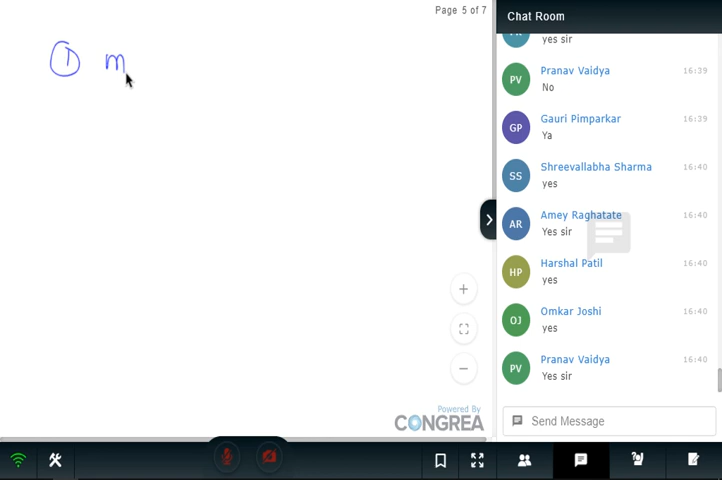 Page 5 of 7
① m
Chat Room
yes sir
PV Pranav Vaidya 16:39
No
GP Gauri Pimparkar 16:39
Ya
SS Shreevallabha Sharma 16:40
yes
AR Amey Raghatate 16:40
Yes sir
HP Harshal Patil 16:40
yes
OJ Omkar Joshi 16:40
yes
PV Pranav Vaidya 16:40
Yes sir
Send Message
Powered By
CONGREA